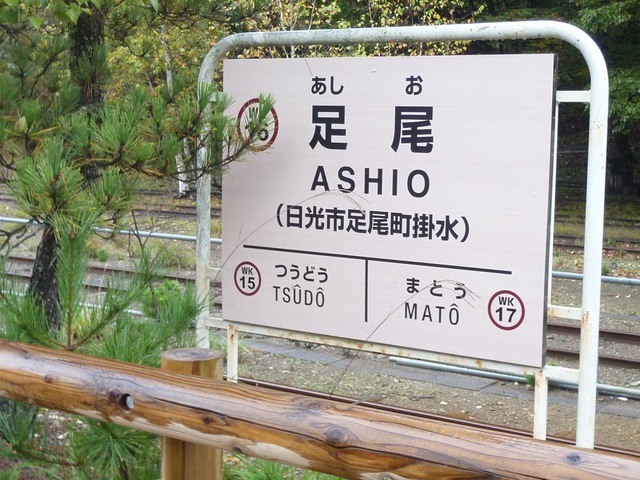 あし お
足 尾
ASHIO
(日光市足尾町掛水)
WK 15
つうどう
TSÛDÔ
まとう
MATÔ
WK 17